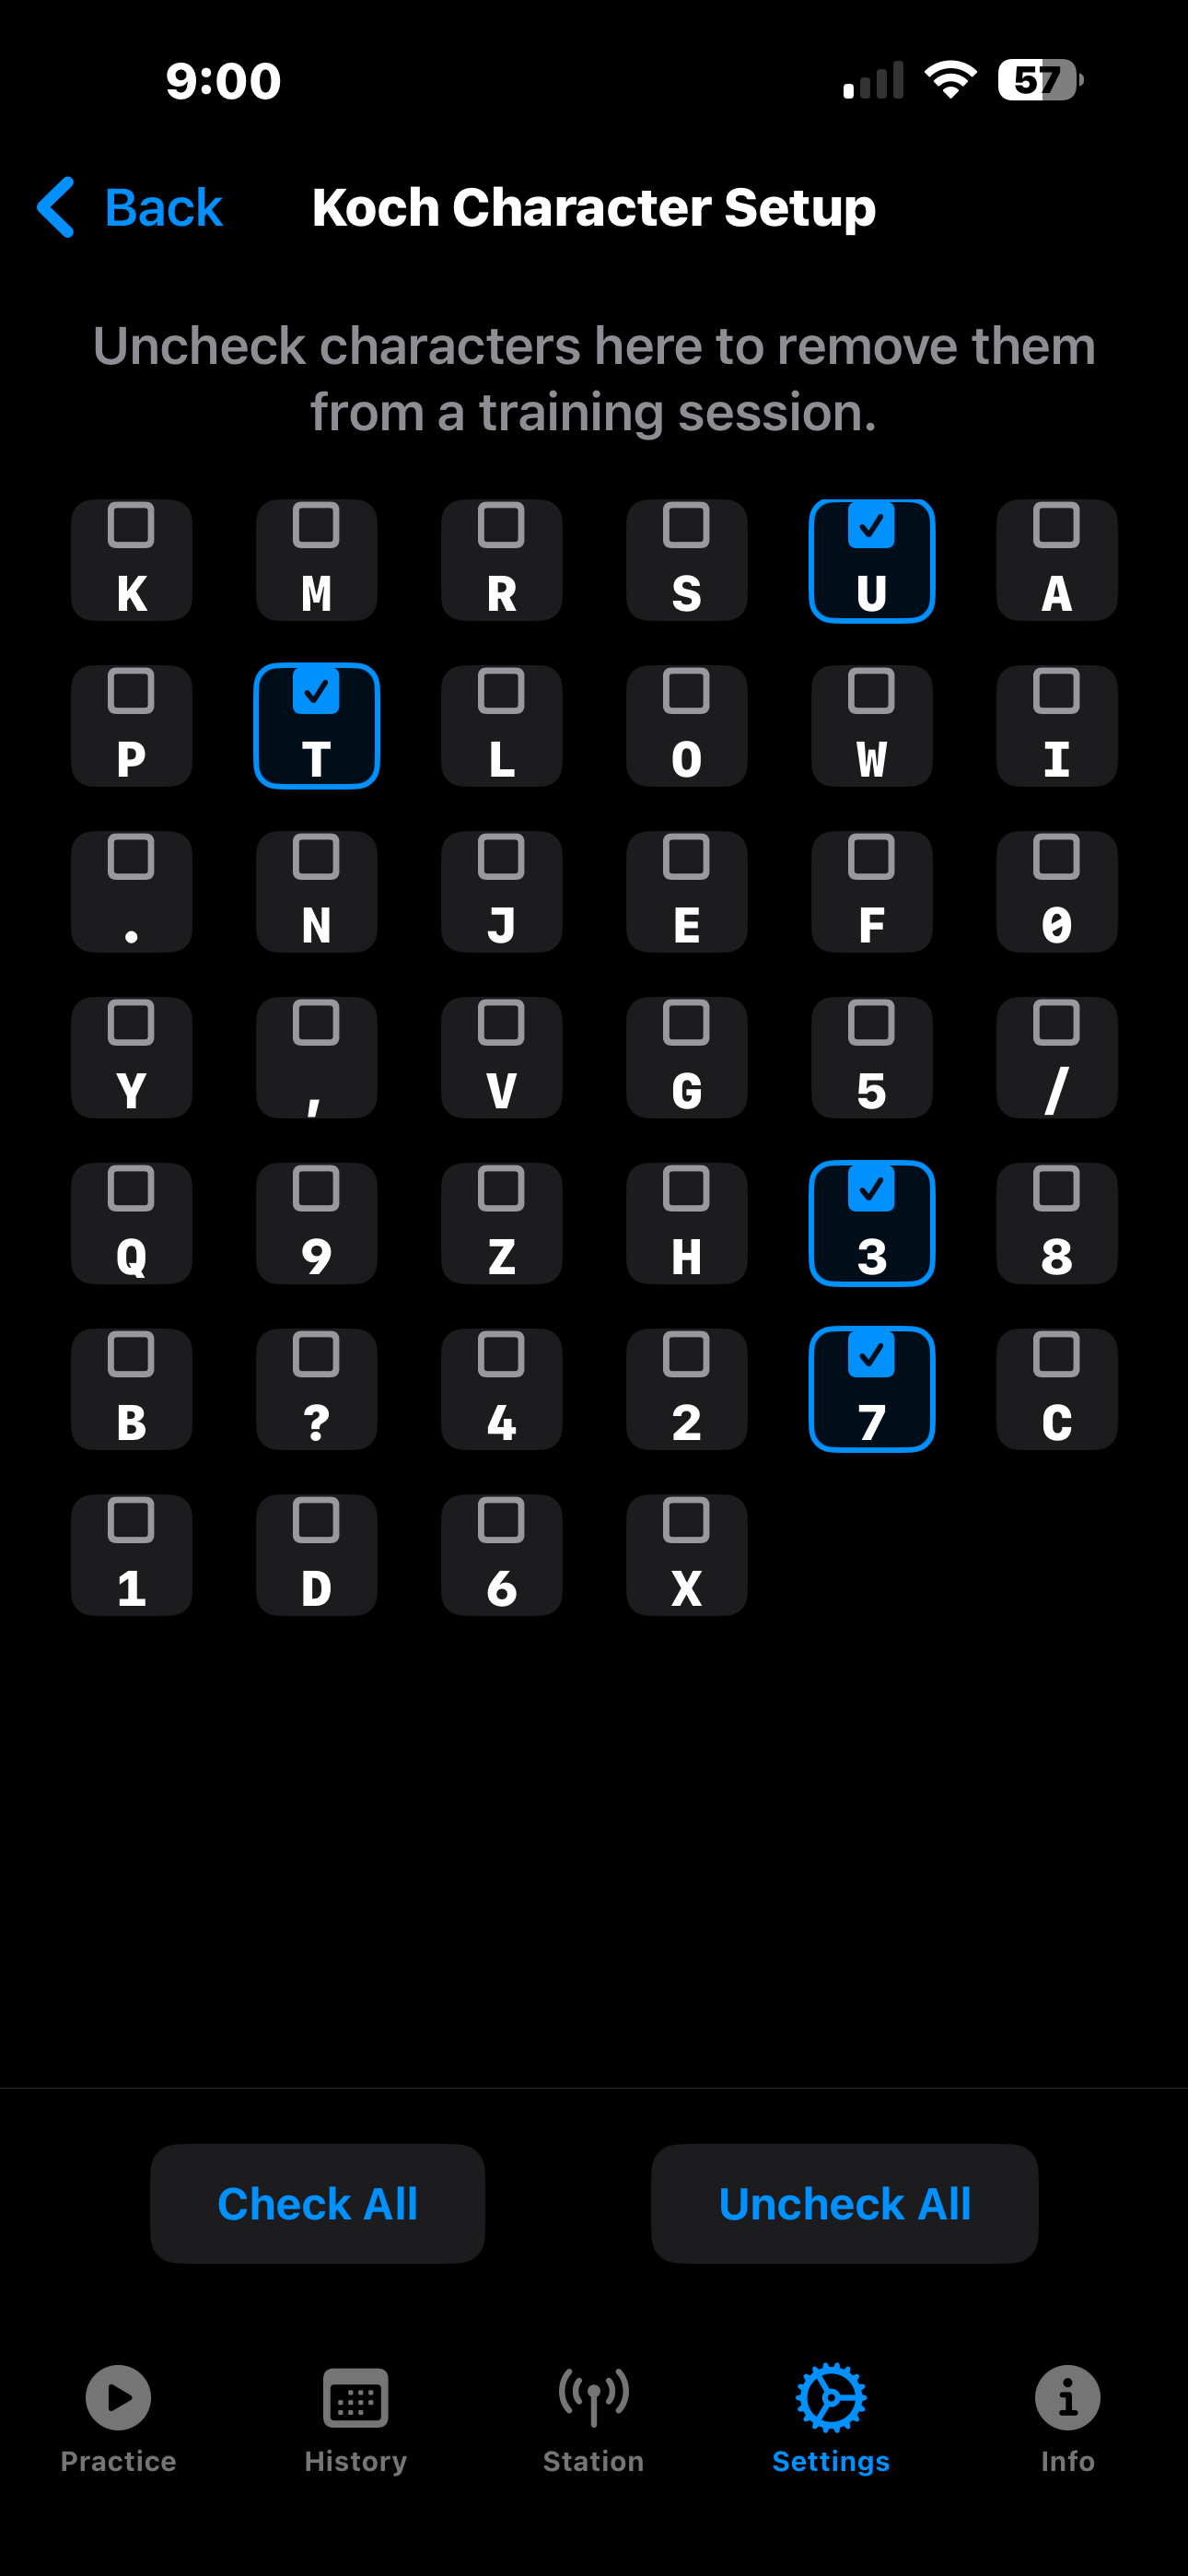 9:00
57
Back Koch Character Setup
Uncheck characters here to remove them
from a training session.
K M R S U A
P T L O W I
. N J E F 0
Y , V G 5 /
Q 9 Z H 3 8
B ? 4 2 7 C
1 D 6 X
Check All Uncheck All
Practice History Station Settings Info